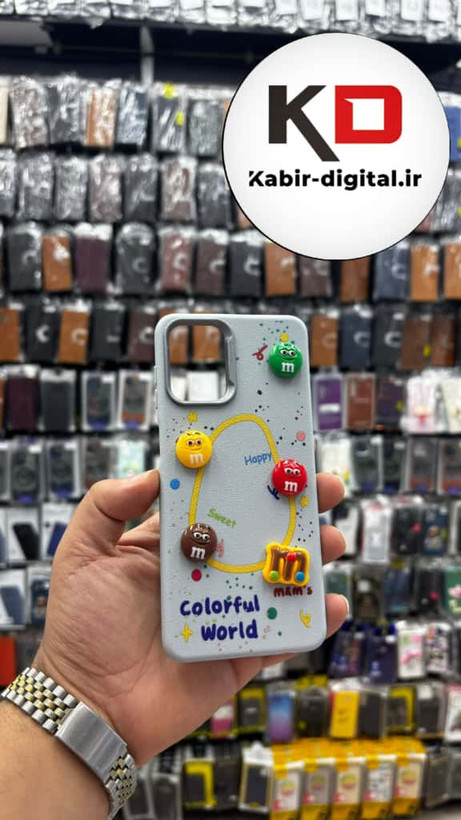 KD
Kabir-digital.ir
m
m
Happy
m
Sweet
m
m
m&m's
Colorful
World